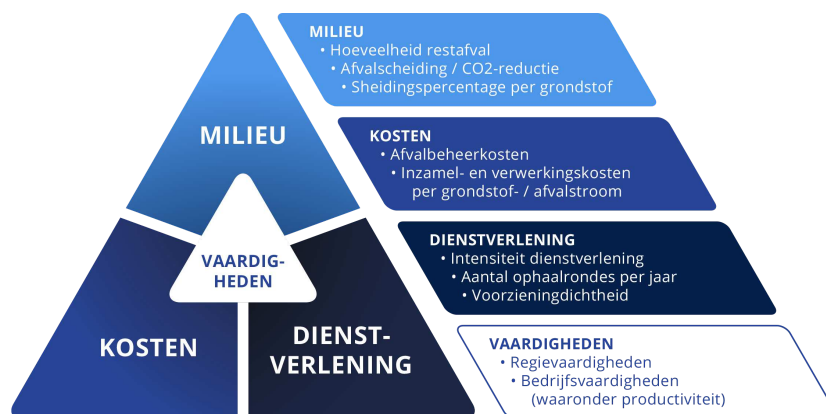 MILIEU
VAARDIG-
HEDEN
KOSTEN
DIENST-
VERLENING
MILIEU
• Hoeveelheid restafval
• Afvalscheiding / CO2-reductie
• Sheidingspercentage per grondstof
KOSTEN
• Afvalbeheerkosten
• Inzamel- en verwerkingskosten
per grondstof- / afvalstroom
DIENSTVERLENING
• Intensiteit dienstverlening
• Aantal ophaalrondes per jaar
• Voorzieningdichtheid
VAARDIGHEDEN
• Regievaardigheden
• Bedrijfsvaardigheden
(waaronder productiviteit)